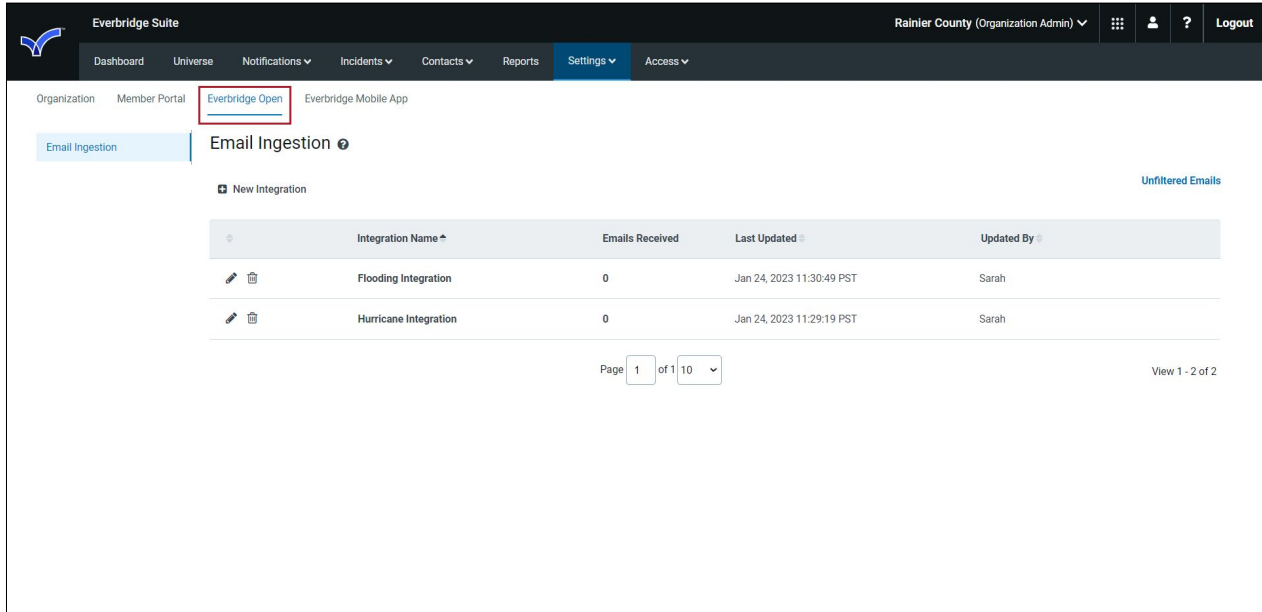 Everbridge Suite
Rainier County (Organization Admin)
? Logout
Dashboard Universe Notifications Incidents Contacts Reports Settings Access
Organization Member Portal Everbridge Open Everbridge Mobile App
Email Ingestion
Email Ingestion ?
New Integration
Unfiltered Emails
Integration Name Emails Received Last Updated Updated By
Flooding Integration 0 Jan 24, 2023 11:30:49 PST Sarah
Hurricane Integration 0 Jan 24, 2023 11:29:19 PST Sarah
Page 1 of 1 10
View 1 - 2 of 2